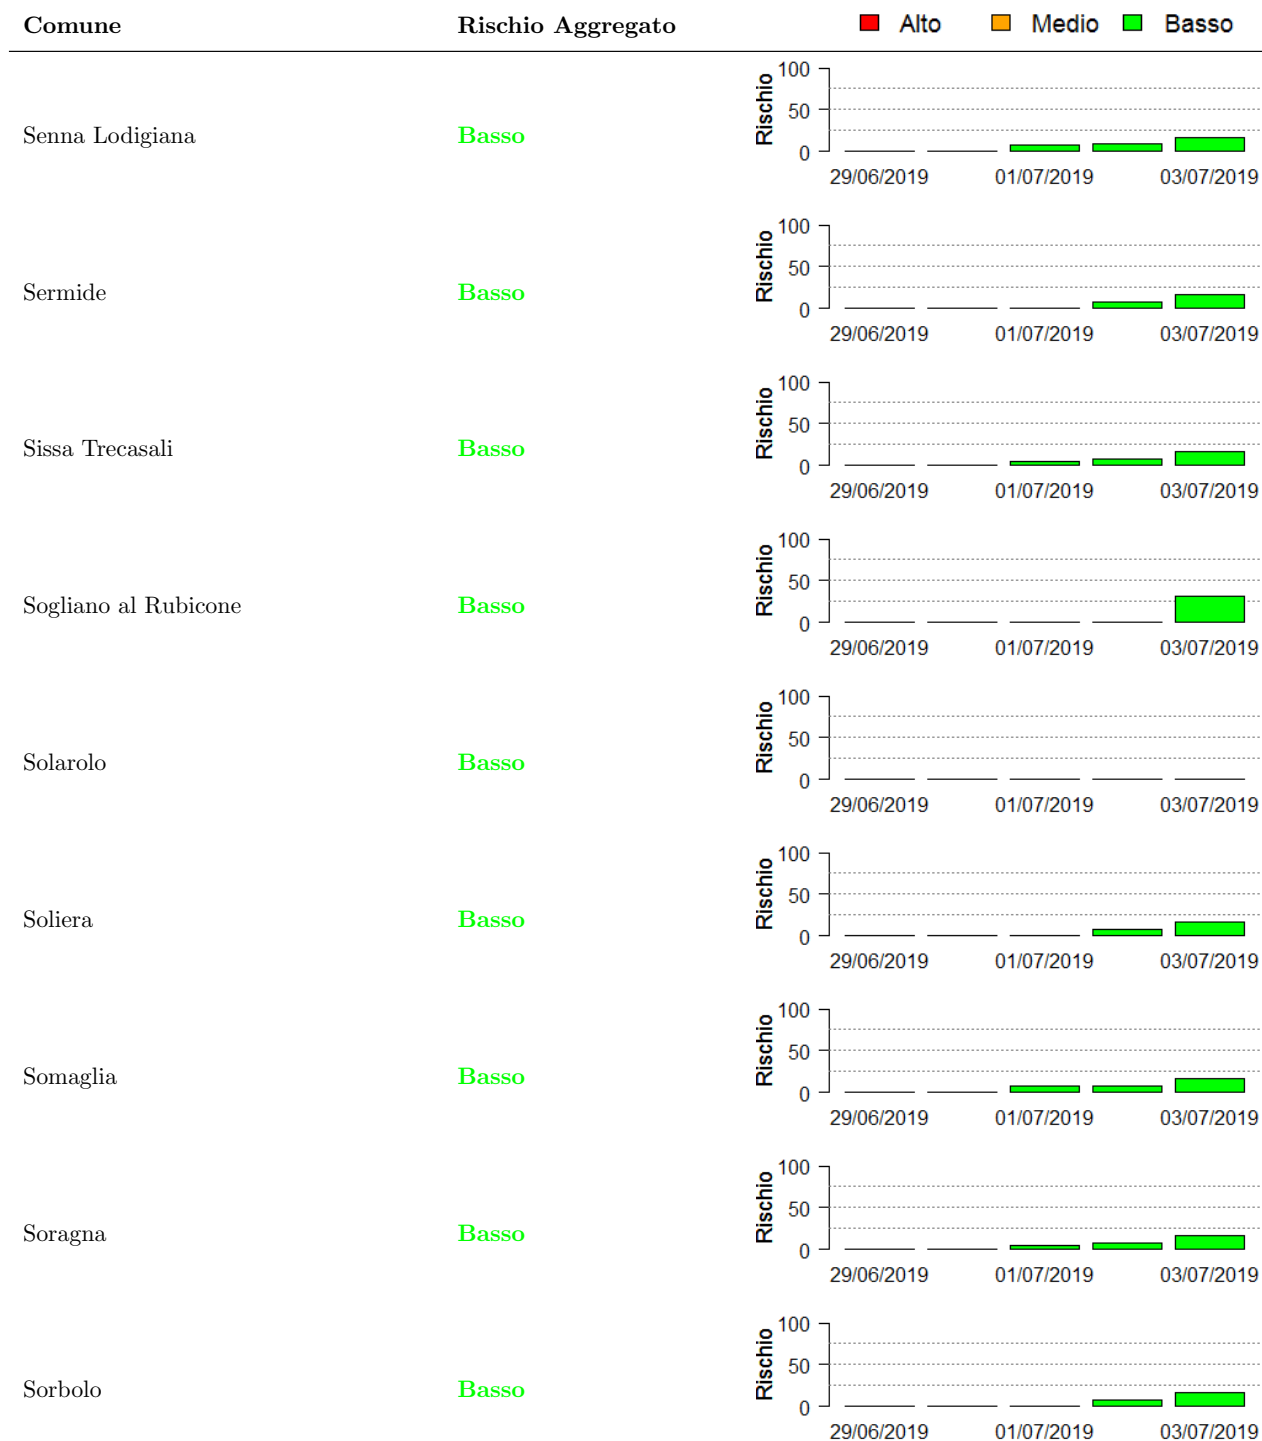 Comune Rischio Aggregato Alto Medio Basso
Senna Lodigiana Basso Rischio 100 50 0
29/06/2019 01/07/2019 03/07/2019
Sermide Basso Rischio 100 50 0
29/06/2019 01/07/2019 03/07/2019
Sissa Trecasali Basso Rischio 100 50 0
29/06/2019 01/07/2019 03/07/2019
Sogliano al Rubicone Basso Rischio 100 50 0
29/06/2019 01/07/2019 03/07/2019
Solarolo Basso Rischio 100 50 0
29/06/2019 01/07/2019 03/07/2019
Soliera Basso Rischio 100 50 0
29/06/2019 01/07/2019 03/07/2019
Somaglia Basso Rischio 100 50 0
29/06/2019 01/07/2019 03/07/2019
Soragna Basso Rischio 100 50 0
29/06/2019 01/07/2019 03/07/2019
Sorbolo Basso Rischio 100 50 0
29/06/2019 01/07/2019 03/07/2019